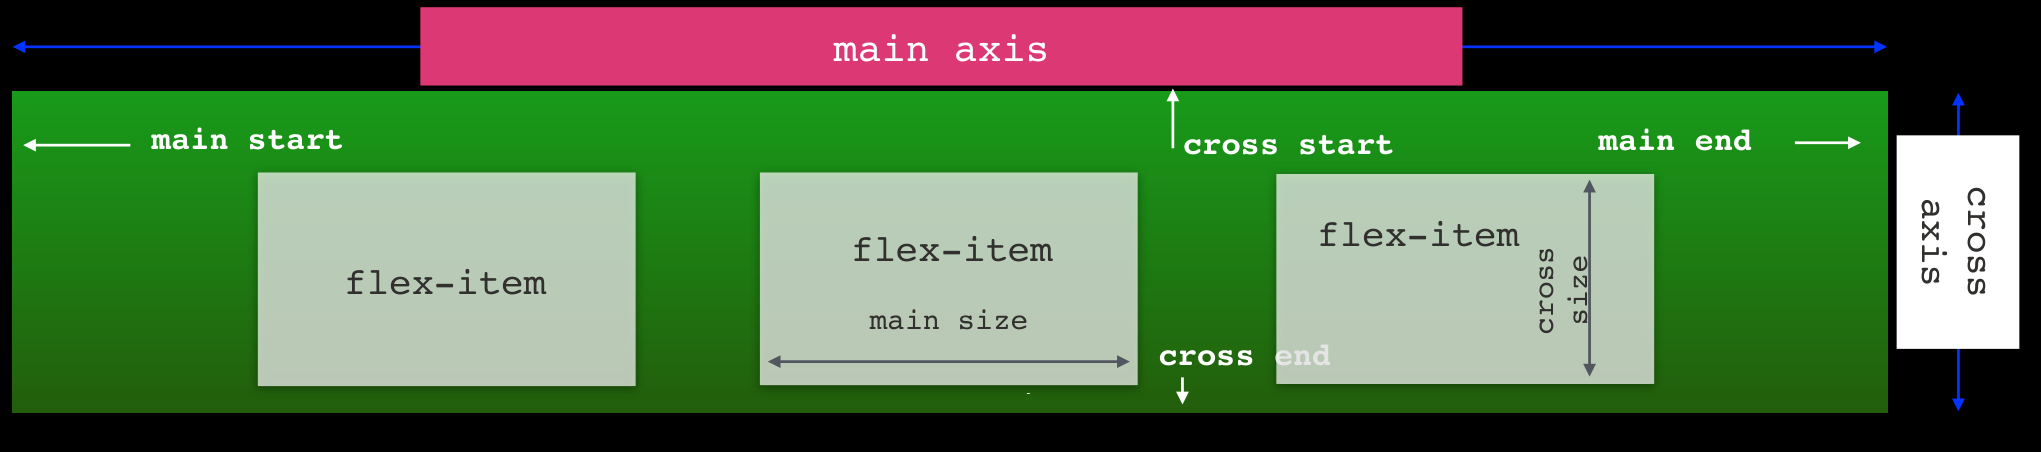 main axis
main start
cross start
main end
flex-item
flex-item
main size
flex-item
cross
size
cross end
cross
axis